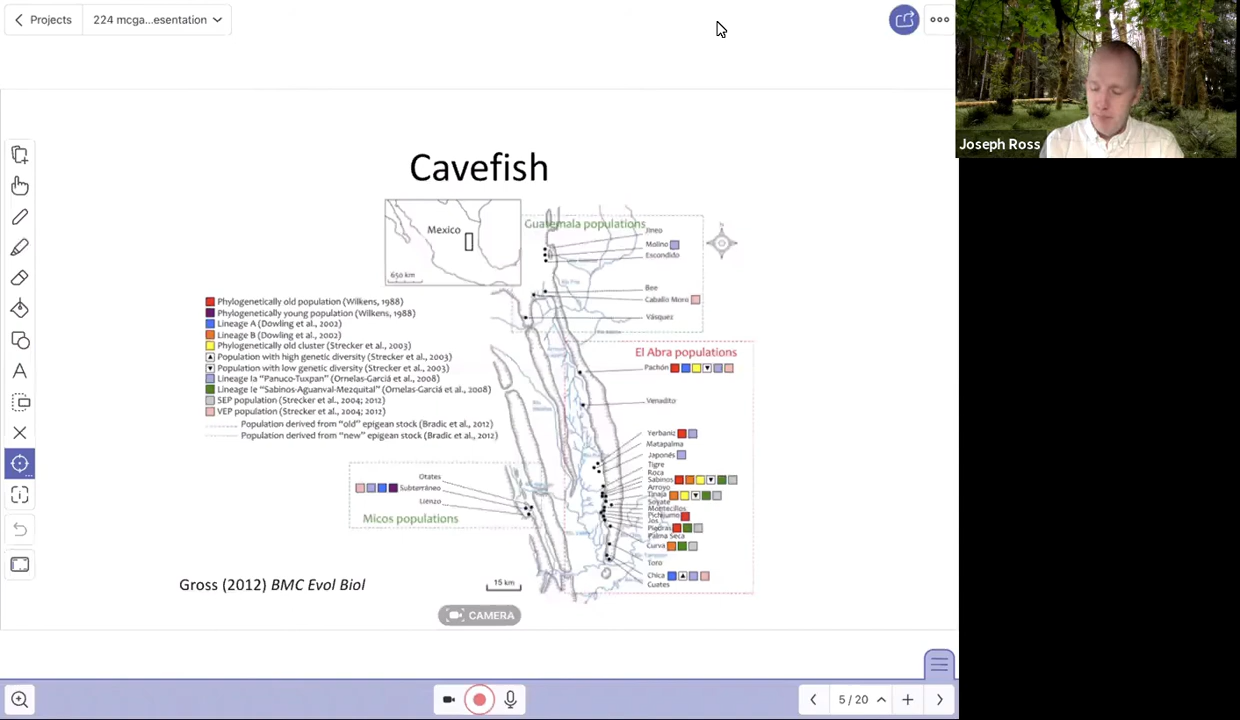 Projects
224 mcga...esentation
Joseph Ross
Cavefish
Mexico
650 km
Guatemala populations
Jineo
Molino
Escondido
Bee
Caballo Moro
Vásquez
Phylogenetically old population (Wilkens, 1988)
Phylogenetically young population (Wilkens, 1988)
Lineage A (Dowling et al., 2002)
Lineage B (Dowling et al., 2002)
Phylogenetically old cluster (Strecker et al., 2003)
Population with high genetic diversity (Strecker et al., 2003)
Population with low genetic diversity (Strecker et al., 2003)
Lineage Ia "Panuco-Tuxpan" (Ornelas-Garciá et al., 2008)
Lineage Ie "Sabinos-Aguanval-Mezquital" (Ornelas-Garciá et al., 2008)
SEP population (Strecker et al., 2004; 2012)
VEP population (Strecker et al., 2004; 2012)
Population derived from "old" epigean stock (Bradic et al., 2012)
Population derived from "new" epigean stock (Bradic et al., 2012)
El Abra populations
Pachón
Venadito
Yerbaniz
Matapalma
Japonés
Tigre
Roca
Sabinos
Arroyo
Tinaja
Soyate
Montecillos
Pichijumo
Jos
Piedras
Palma Seca
Curva
Toro
Chica
Cuates
Otates
Subterráneo
Lienzo
Micos populations
Gross (2012) BMC Evol Biol
15 km
CAMERA
5 / 20